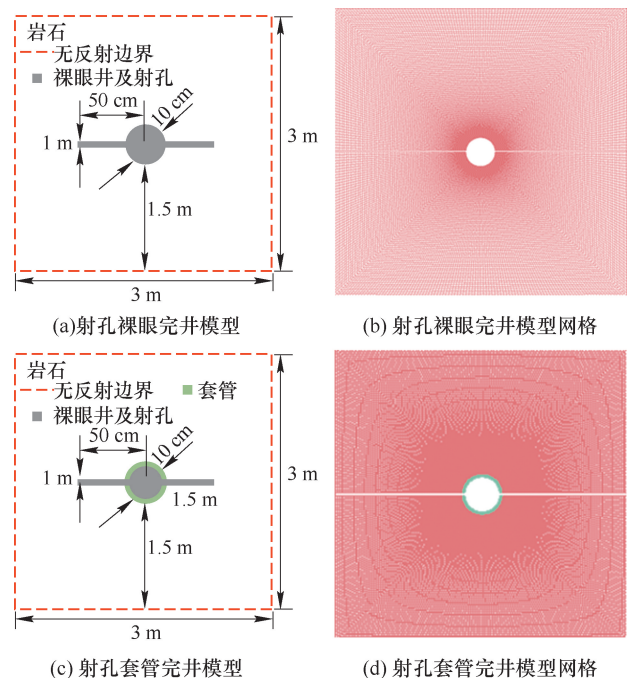 岩石
无反射边界
裸眼井及射孔
50 cm
10 cm
1 m
3 m
1.5 m
3 m
(a)射孔裸眼完井模型
(b) 射孔裸眼完井模型网格
岩石
无反射边界
套管
裸眼井及射孔
50 cm
10 cm
1 m
3 m
1.5 m
1.5 m
3 m
(c) 射孔套管完井模型
(d) 射孔套管完井模型网格